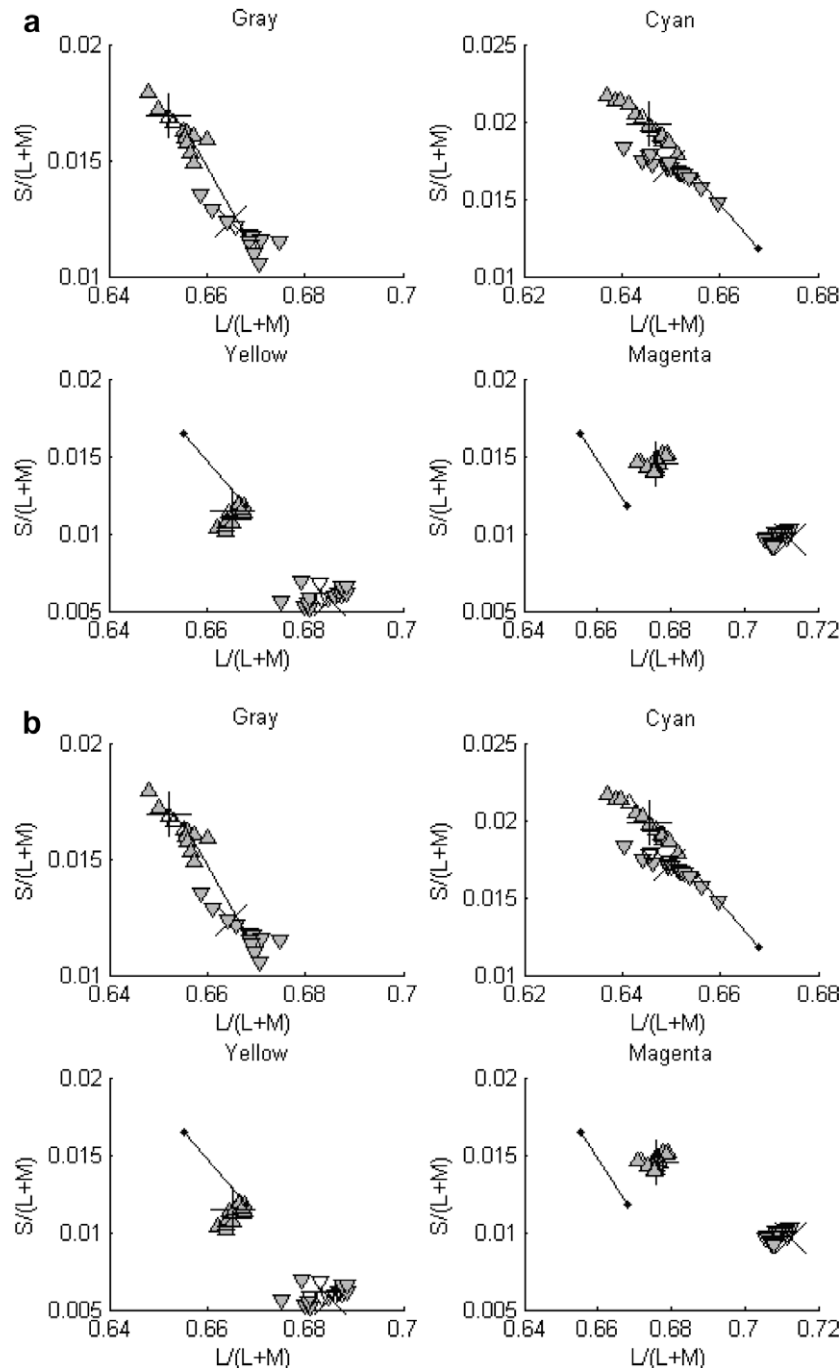 a
Gray
Cyan
0.02
0.015
0.01
S/(L+M)
0.64
0.66
0.68
0.7
L/(L+M)
0.025
0.02
0.015
0.01
S/(L+M)
0.62
0.64
0.66
0.68
L/(L+M)
Yellow
Magenta
0.02
0.015
0.01
0.005
S/(L+M)
0.64
0.66
0.68
0.7
L/(L+M)
0.02
0.015
0.01
0.005
S/(L+M)
0.64
0.66
0.68
0.7
0.72
L/(L+M)
b
Gray
Cyan
0.02
0.015
0.01
S/(L+M)
0.64
0.66
0.68
0.7
L/(L+M)
0.025
0.02
0.015
0.01
S/(L+M)
0.62
0.64
0.66
0.68
L/(L+M)
Yellow
Magenta
0.02
0.015
0.01
0.005
S/(L+M)
0.64
0.66
0.68
0.7
L/(L+M)
0.02
0.015
0.01
0.005
S/(L+M)
0.64
0.66
0.68
0.7
0.72
L/(L+M)